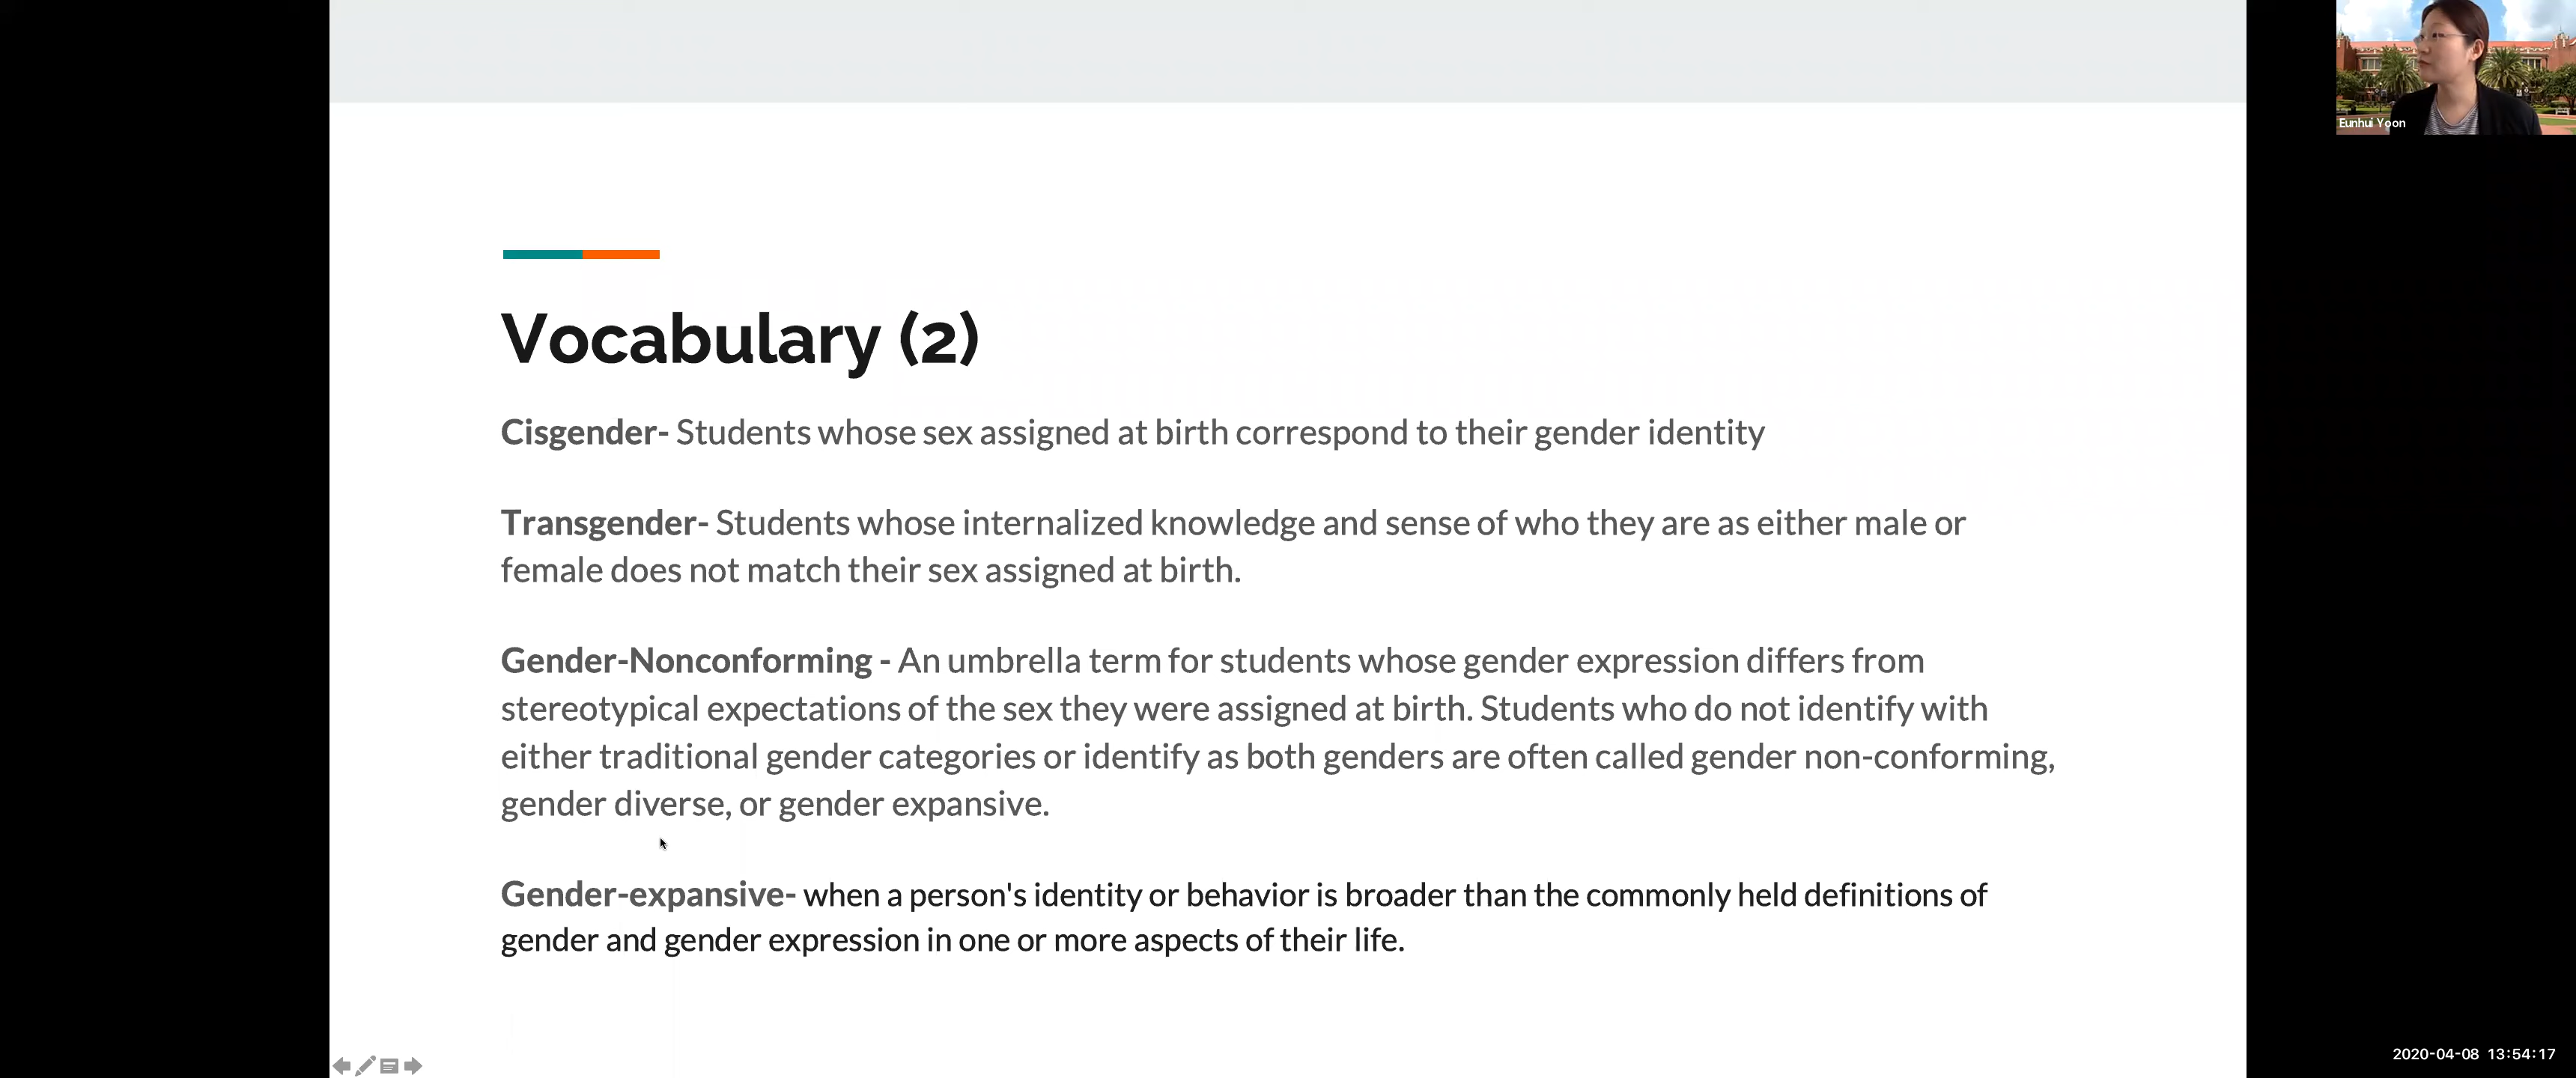 Eunhui Yoon
Vocabulary (2)
Cisgender- Students whose sex assigned at birth correspond to their gender identity
Transgender- Students whose internalized knowledge and sense of who they are as either male or
female does not match their sex assigned at birth.
Gender-Nonconforming - An umbrella term for students whose gender expression differs from
stereotypical expectations of the sex they were assigned at birth. Students who do not identify with
either traditional gender categories or identify as both genders are often called gender non-conforming,
gender diverse, or gender expansive.
Gender-expansive- when a person's identity or behavior is broader than the commonly held definitions of
gender and gender expression in one or more aspects of their life.
2020-04-08 13:54:17